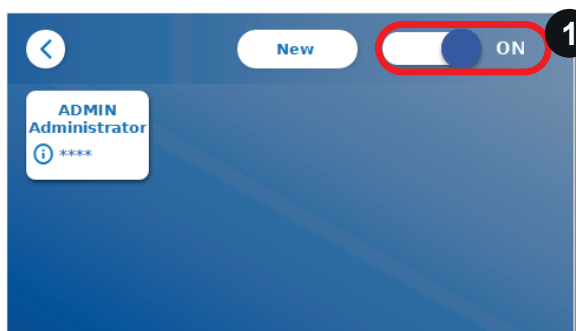 New
ON
1
ADMIN
Administrator
****